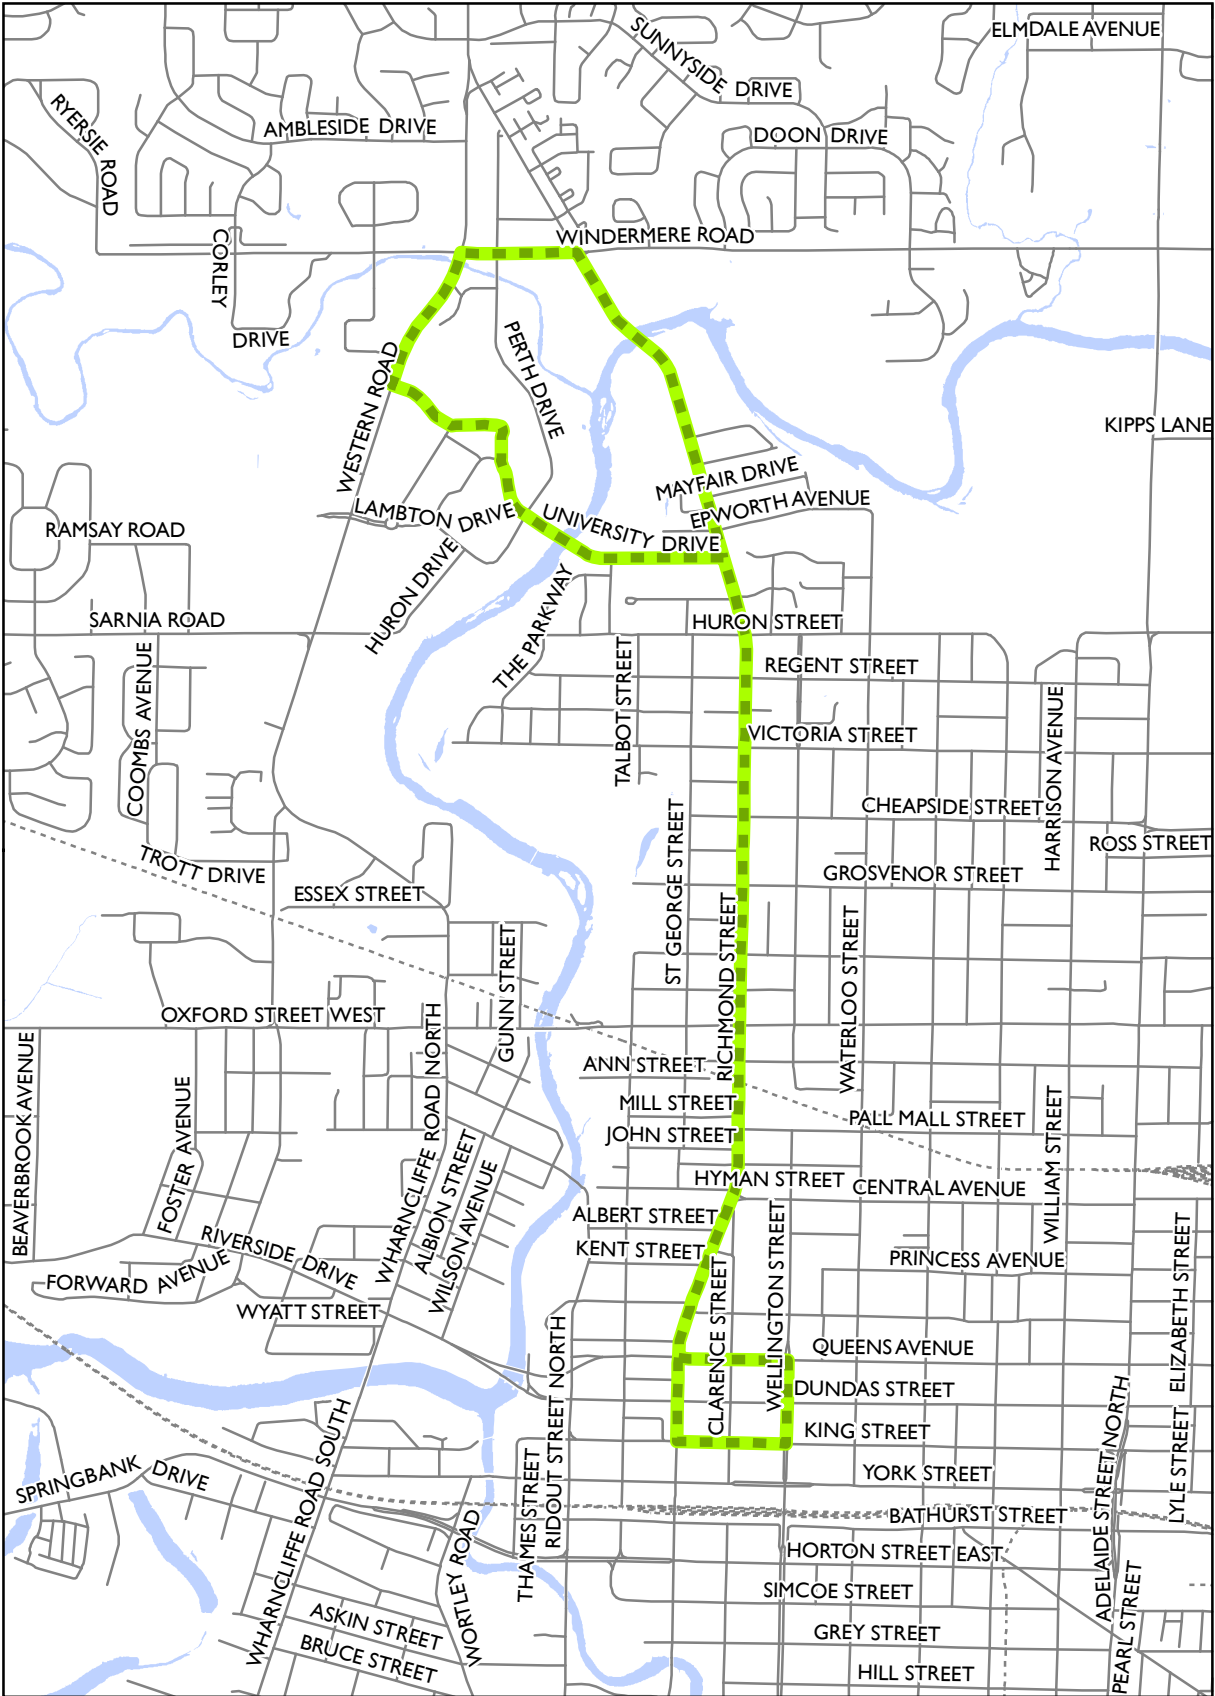 ELMDALE AVENUE
SUNNYSIDE DRIVE
RYERSIE ROAD
AMBLESIDE DRIVE
DOON DRIVE
CORLEY DRIVE
WINDERMERE ROAD
WESTERN ROAD
PERTH DRIVE
KIPPS LANE
MAYFAIR DRIVE
EPWORTH AVENUE
LAMBTON DRIVE
UNIVERSITY DRIVE
RAMSAY ROAD
HURON DRIVE
THE PARKWAY
SARNIA ROAD
HURON STREET
COOMBS AVENUE
TALBOT STREET
REGENT STREET
HARRISON AVENUE
VICTORIA STREET
CHEAPSIDE STREET
ST GEORGE STREET
ROSS STREET
TROTT DRIVE
GROSVENOR STREET
ESSEX STREET
RICHMOND STREET
WATERLOO STREET
GUNN STREET
OXFORD STREET WEST
WHARNCLIFFE ROAD NORTH
BEAVERBROOK AVENUE
ANN STREET
FOSTER AVENUE
MILL STREET
PALL MALL STREET
WILLIAM STREET
JOHN STREET
ALBION STREET
WILSON AVENUE
HYMAN STREET
CENTRAL AVENUE
ALBERT STREET
WELLINGTON STREET
ELIZABETH STREET
RIVERSIDE DRIVE
KENT STREET
PRINCESS AVENUE
FORWARD AVENUE
CLARENCE STREET
WYATT STREET
RIDOUT STREET NORTH
QUEENS AVENUE
DUNDAS STREET
ADELAIDE STREET NORTH
WHARNCLIFFE ROAD SOUTH
KING STREET
LYLE STREET
SPRINGBANK DRIVE
THAMES STREET
YORK STREET
WORTLEY ROAD
BATHURST STREET
HORTON STREET EAST
PEARL STREET
SIMCOE STREET
ASKIN STREET
GREY STREET
BRUCE STREET
HILL STREET